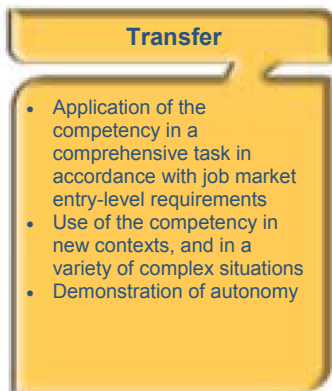 Transfer
• Application of the
competency in a
comprehensive task in
accordance with job market
entry-level requirements
• Use of the competency in
new contexts, and in a
variety of complex situations
• Demonstration of autonomy